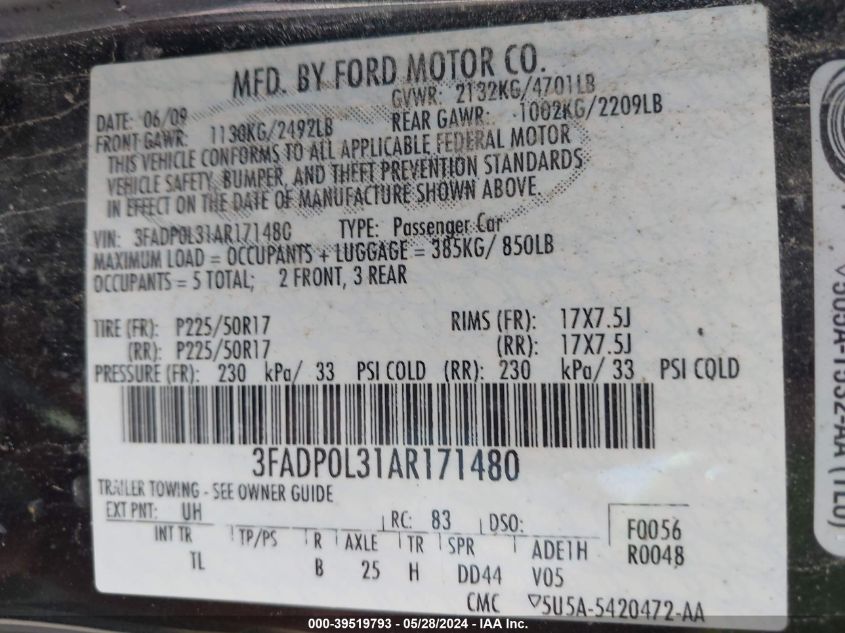 MFD. BY FORD MOTOR CO.
DATE: 06/09 GVWR: 2132KG/4701LB
FRONT GAWR: 1130KG/2492LB REAR GAWR: 1002KG/2209LB
THIS VEHICLE CONFORMS TO ALL APPLICABLE FEDERAL MOTOR
VEHICLE SAFETY, BUMPER, AND THEFT PREVENTION STANDARDS
IN EFFECT ON THE DATE OF MANUFACTURE SHOWN ABOVE.
VIN: 3FADP0L31AR171480 TYPE: Passenger Car
MAXIMUM LOAD = OCCUPANTS + LUGGAGE = 385KG/ 850LB
OCCUPANTS = 5 TOTAL; 2 FRONT, 3 REAR
TIRE (FR): P225/50R17 RIMS (FR): 17X7.5J
(RR): P225/50R17 (RR): 17X7.5J
PRESSURE (FR): 230 kPa/ 33 PSI COLD (RR): 230 kPa/ 33 PSI COLD
3FADP0L31AR171480
TRAILER TOWING - SEE OWNER GUIDE
EXT PNT: UH RC: 83 DSO: F0056
INT TR TP/PS R AXLE TR SPR ADE1H R0048
TL B 25 H DD44 V05
CMC ▽5U5A-5420472-AA
000-39519793 - 05/28/2024 - IAAI.com